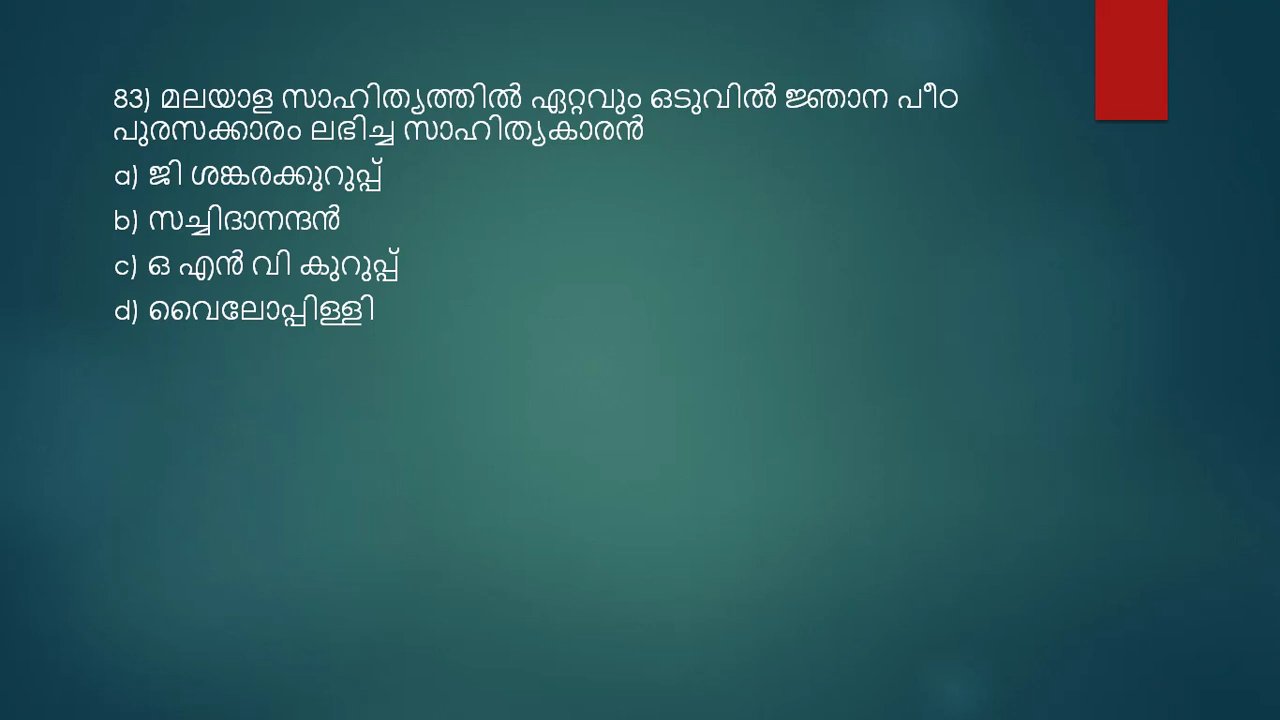 83) മലയാള സാഹിത്യത്തിൽ ഏറ്റവും ഒടുവിൽ ജ്ഞാന പീഠ
പുരസക്കാരം ലഭിച്ച സാഹിത്യകാരൻ
a) ജി ശങ്കരക്കുറുപ്പ്
b) സച്ചിദാനന്ദൻ
c) ഒ എൻ വി കുറുപ്പ്
d) വൈലോപ്പിള്ളി